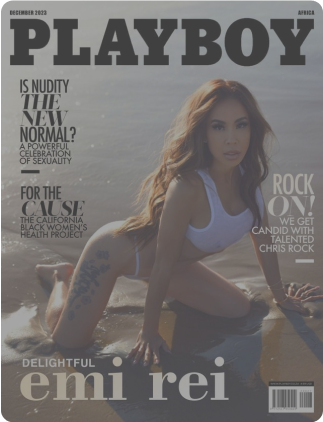 DECEMBER 2023
AFRICA
PLAYBOY
IS NUDITY
THE
NEW
NORMAL?
A POWERFUL
CELEBRATION
OF SEXUALITY
FOR THE
CAUSE
THE CALIFORNIA
BLACK WOMEN'S
HEALTH PROJECT
ROCK
ON!
WE GET
CANDID WITH
TALENTED
CHRIS ROCK
DELIGHTFUL
emi rei